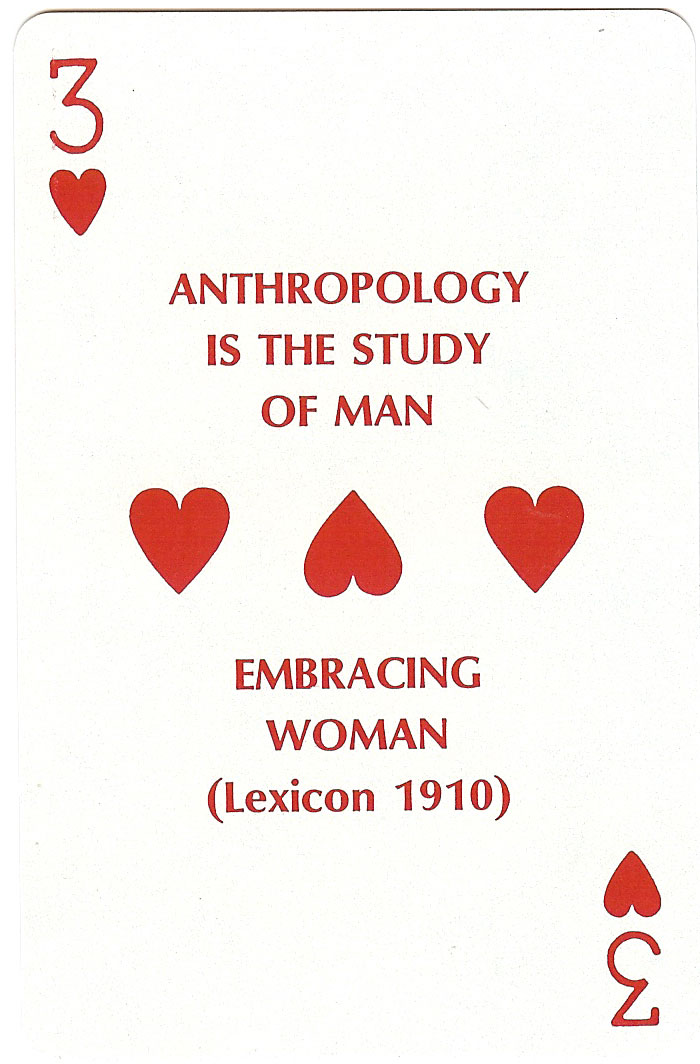 3
ANTHROPOLOGY
IS THE STUDY
OF MAN
EMBRACING
WOMAN
(Lexicon 1910)
3